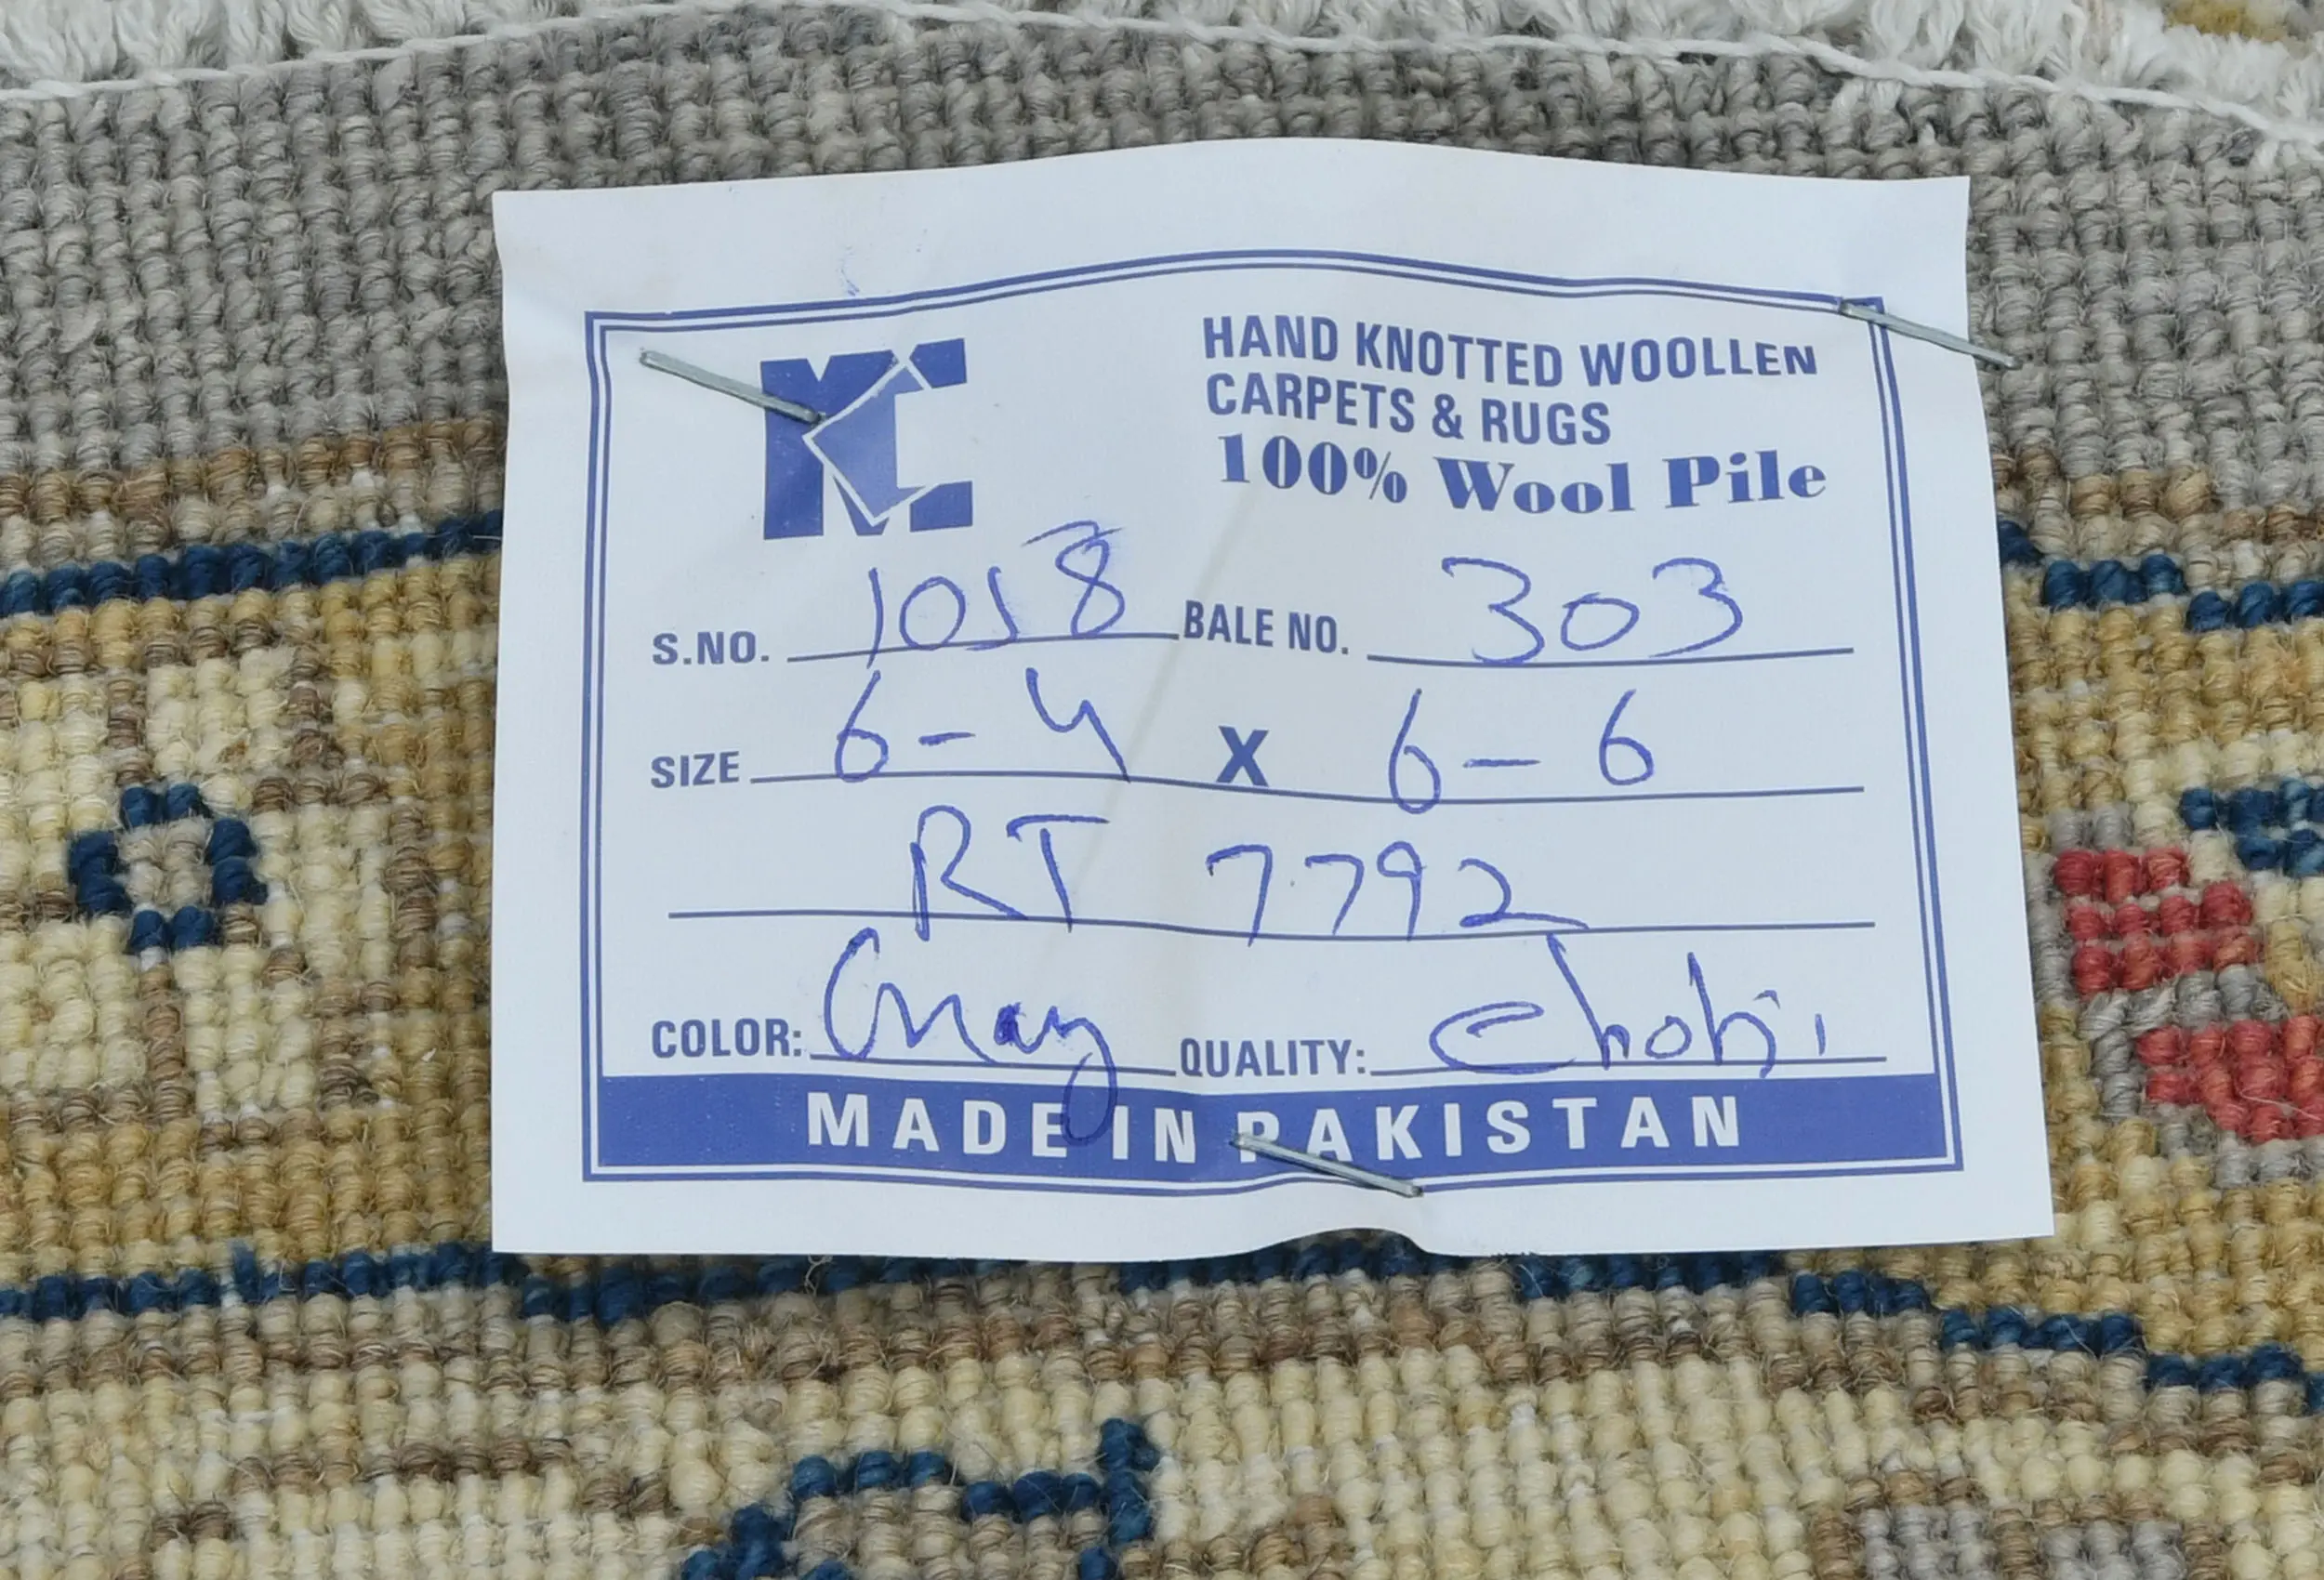 MC
HAND KNOTTED WOOLLEN
CARPETS & RUGS
100% Wool Pile
S.NO. 1018 BALE NO. 303
SIZE 6-4 X 6-6
RT 7792
COLOR: Gray QUALITY: Chobi
MADE IN PAKISTAN